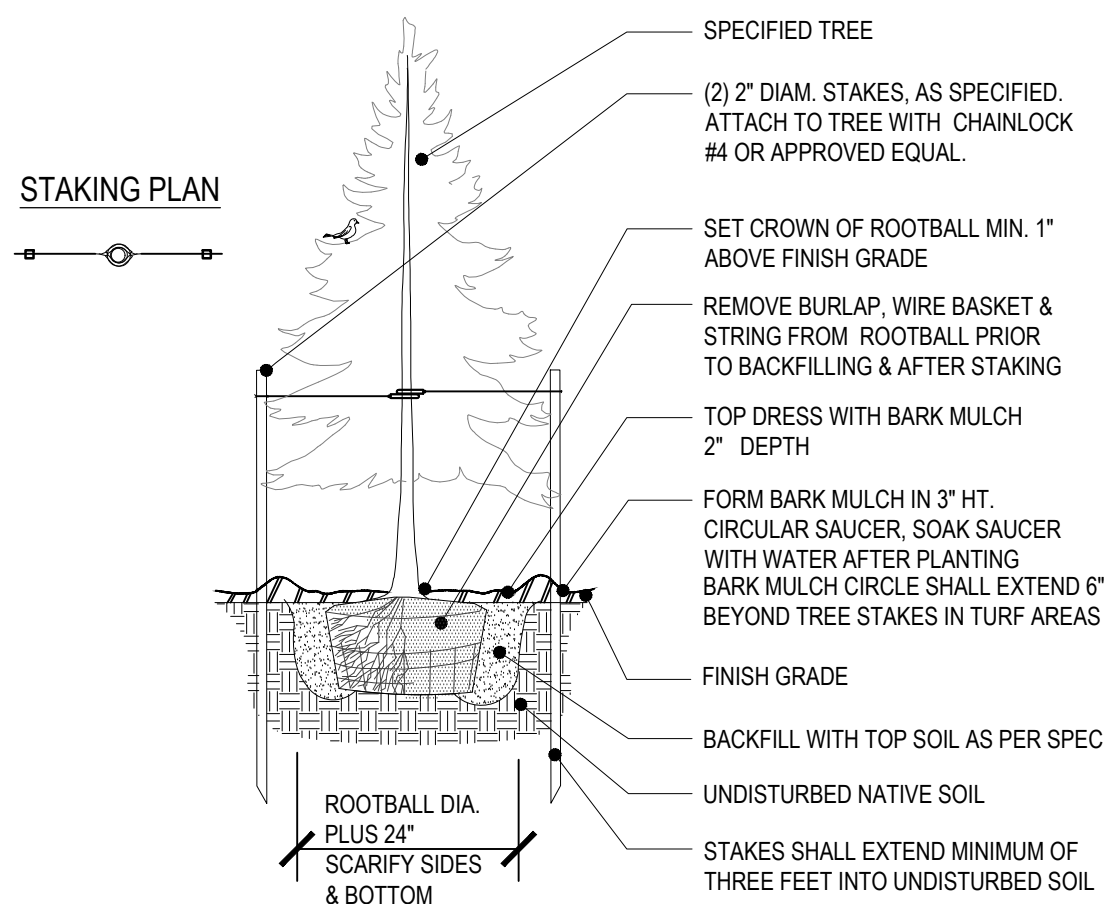 STAKING PLAN
SPECIFIED TREE
(2) 2" DIAM. STAKES, AS SPECIFIED.
ATTACH TO TREE WITH CHAINLOCK
#4 OR APPROVED EQUAL.
SET CROWN OF ROOTBALL MIN. 1"
ABOVE FINISH GRADE
REMOVE BURLAP, WIRE BASKET &
STRING FROM ROOTBALL PRIOR
TO BACKFILLING & AFTER STAKING
TOP DRESS WITH BARK MULCH
2" DEPTH
FORM BARK MULCH IN 3" HT.
CIRCULAR SAUCER, SOAK SAUCER
WITH WATER AFTER PLANTING
BARK MULCH CIRCLE SHALL EXTEND 6"
BEYOND TREE STAKES IN TURF AREAS
FINISH GRADE
BACKFILL WITH TOP SOIL AS PER SPEC
UNDISTURBED NATIVE SOIL
STAKES SHALL EXTEND MINIMUM OF
THREE FEET INTO UNDISTURBED SOIL
ROOTBALL DIA.
PLUS 24"
SCARIFY SIDES
& BOTTOM